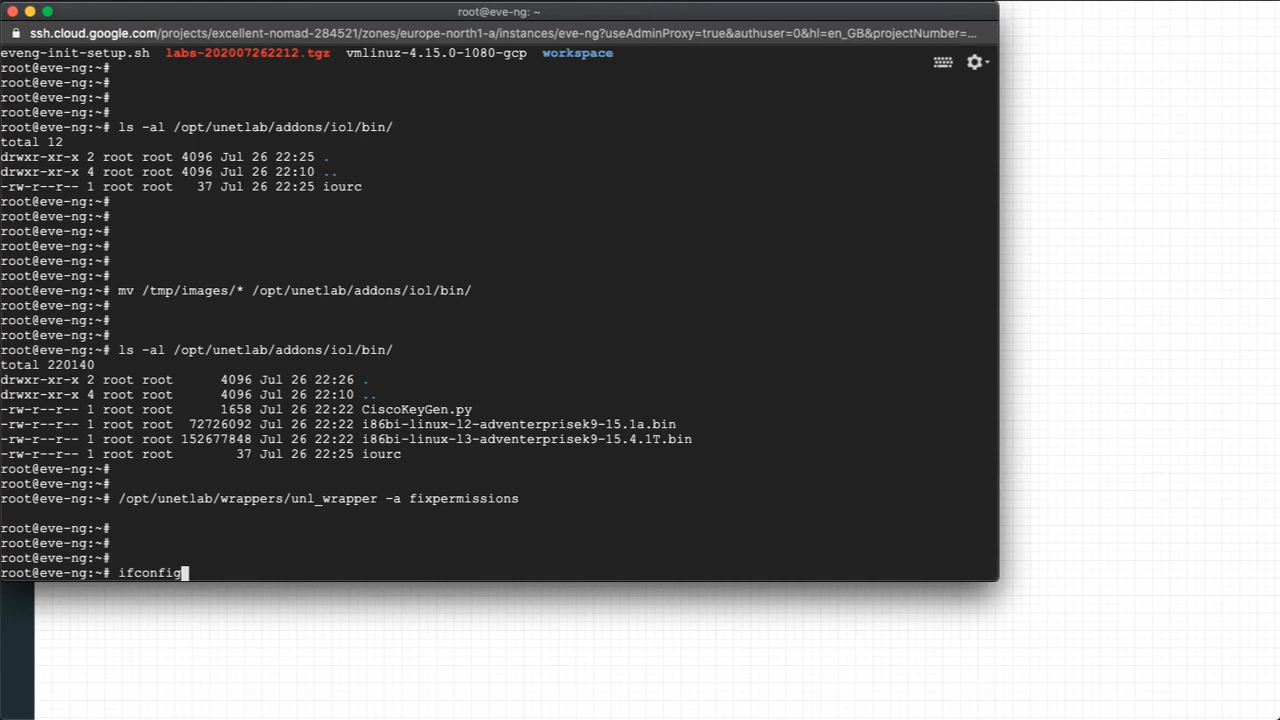 root@eve-ng: ~
ssh.cloud.google.com/projects/excellent-nomad-284521/zones/europe-north1-a/instances/eve-ng?useAdminProxy=true&authuser=0&hl=en_GB&projectNumber=...
eveng-init-setup.sh  labs-202007262212.tgz  vmlinuz-4.15.0-1080-gcp  workspace
root@eve-ng:~#
root@eve-ng:~#
root@eve-ng:~#
root@eve-ng:~#
root@eve-ng:~# ls -al /opt/unetlab/addons/iol/bin/
total 12
drwxr-xr-x 2 root root 4096 Jul 26 22:25 .
drwxr-xr-x 4 root root 4096 Jul 26 22:10 ..
-rw-r--r-- 1 root root   37 Jul 26 22:25 iourc
root@eve-ng:~#
root@eve-ng:~#
root@eve-ng:~#
root@eve-ng:~#
root@eve-ng:~#
root@eve-ng:~#
root@eve-ng:~# mv /tmp/images/* /opt/unetlab/addons/iol/bin/
root@eve-ng:~#
root@eve-ng:~#
root@eve-ng:~#
root@eve-ng:~# ls -al /opt/unetlab/addons/iol/bin/
total 220140
drwxr-xr-x 2 root root      4096 Jul 26 22:26 .
drwxr-xr-x 4 root root      4096 Jul 26 22:10 ..
-rw-r--r-- 1 root root      1658 Jul 26 22:22 CiscoKeyGen.py
-rw-r--r-- 1 root root  72726092 Jul 26 22:22 i86bi-linux-l2-adventerprisek9-15.1a.bin
-rw-r--r-- 1 root root 152677848 Jul 26 22:22 i86bi-linux-l3-adventerprisek9-15.4.1T.bin
-rw-r--r-- 1 root root        37 Jul 26 22:25 iourc
root@eve-ng:~#
root@eve-ng:~#
root@eve-ng:~# /opt/unetlab/wrappers/unl_wrapper -a fixpermissions
root@eve-ng:~#
root@eve-ng:~#
root@eve-ng:~#
root@eve-ng:~# ifconfig